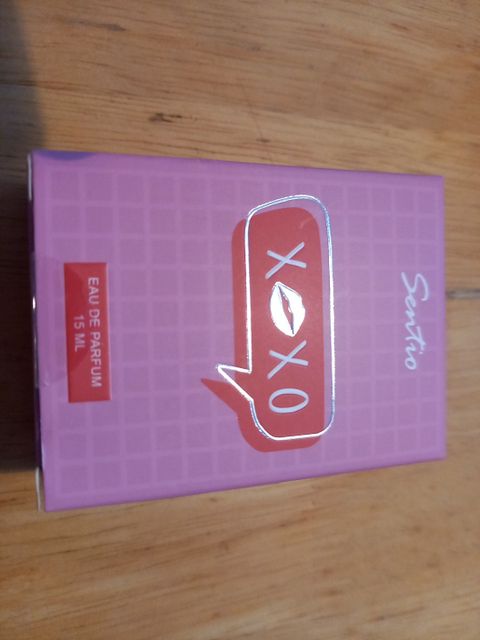 Sentio
XOXO
EAU DE PARFUM
15 ML